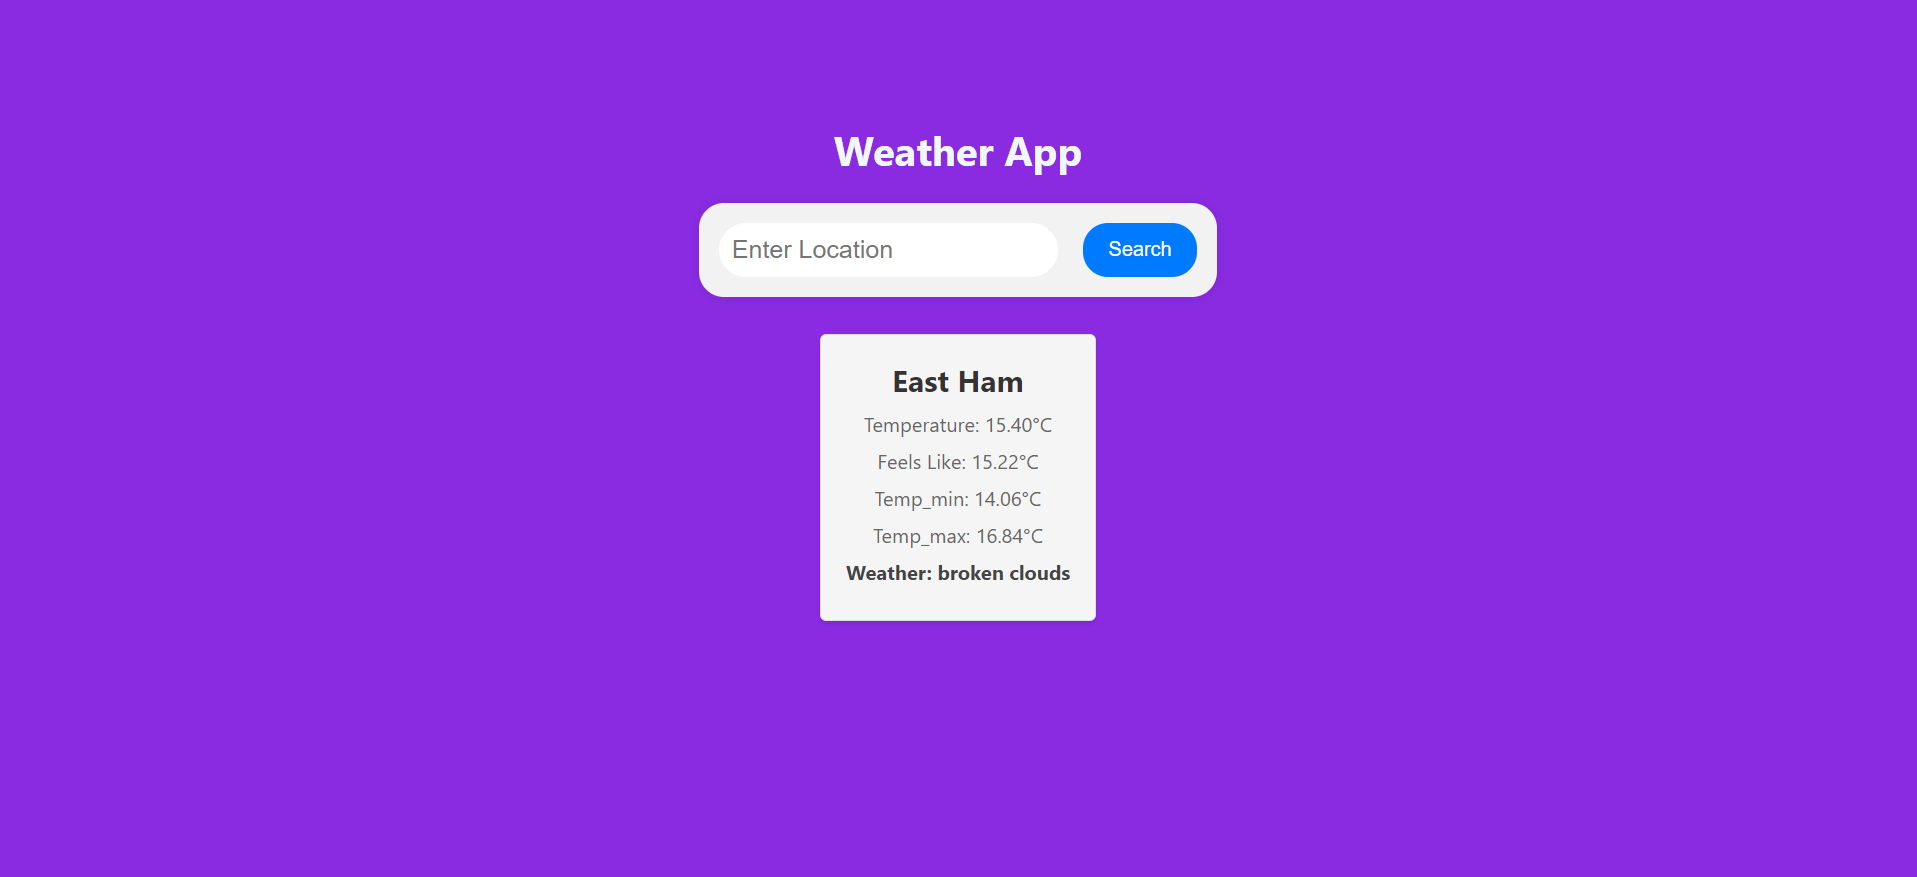 Weather App
Enter Location
Search
East Ham
Temperature: 15.40°C
Feels Like: 15.22°C
Temp_min: 14.06°C
Temp_max: 16.84°C
Weather: broken clouds